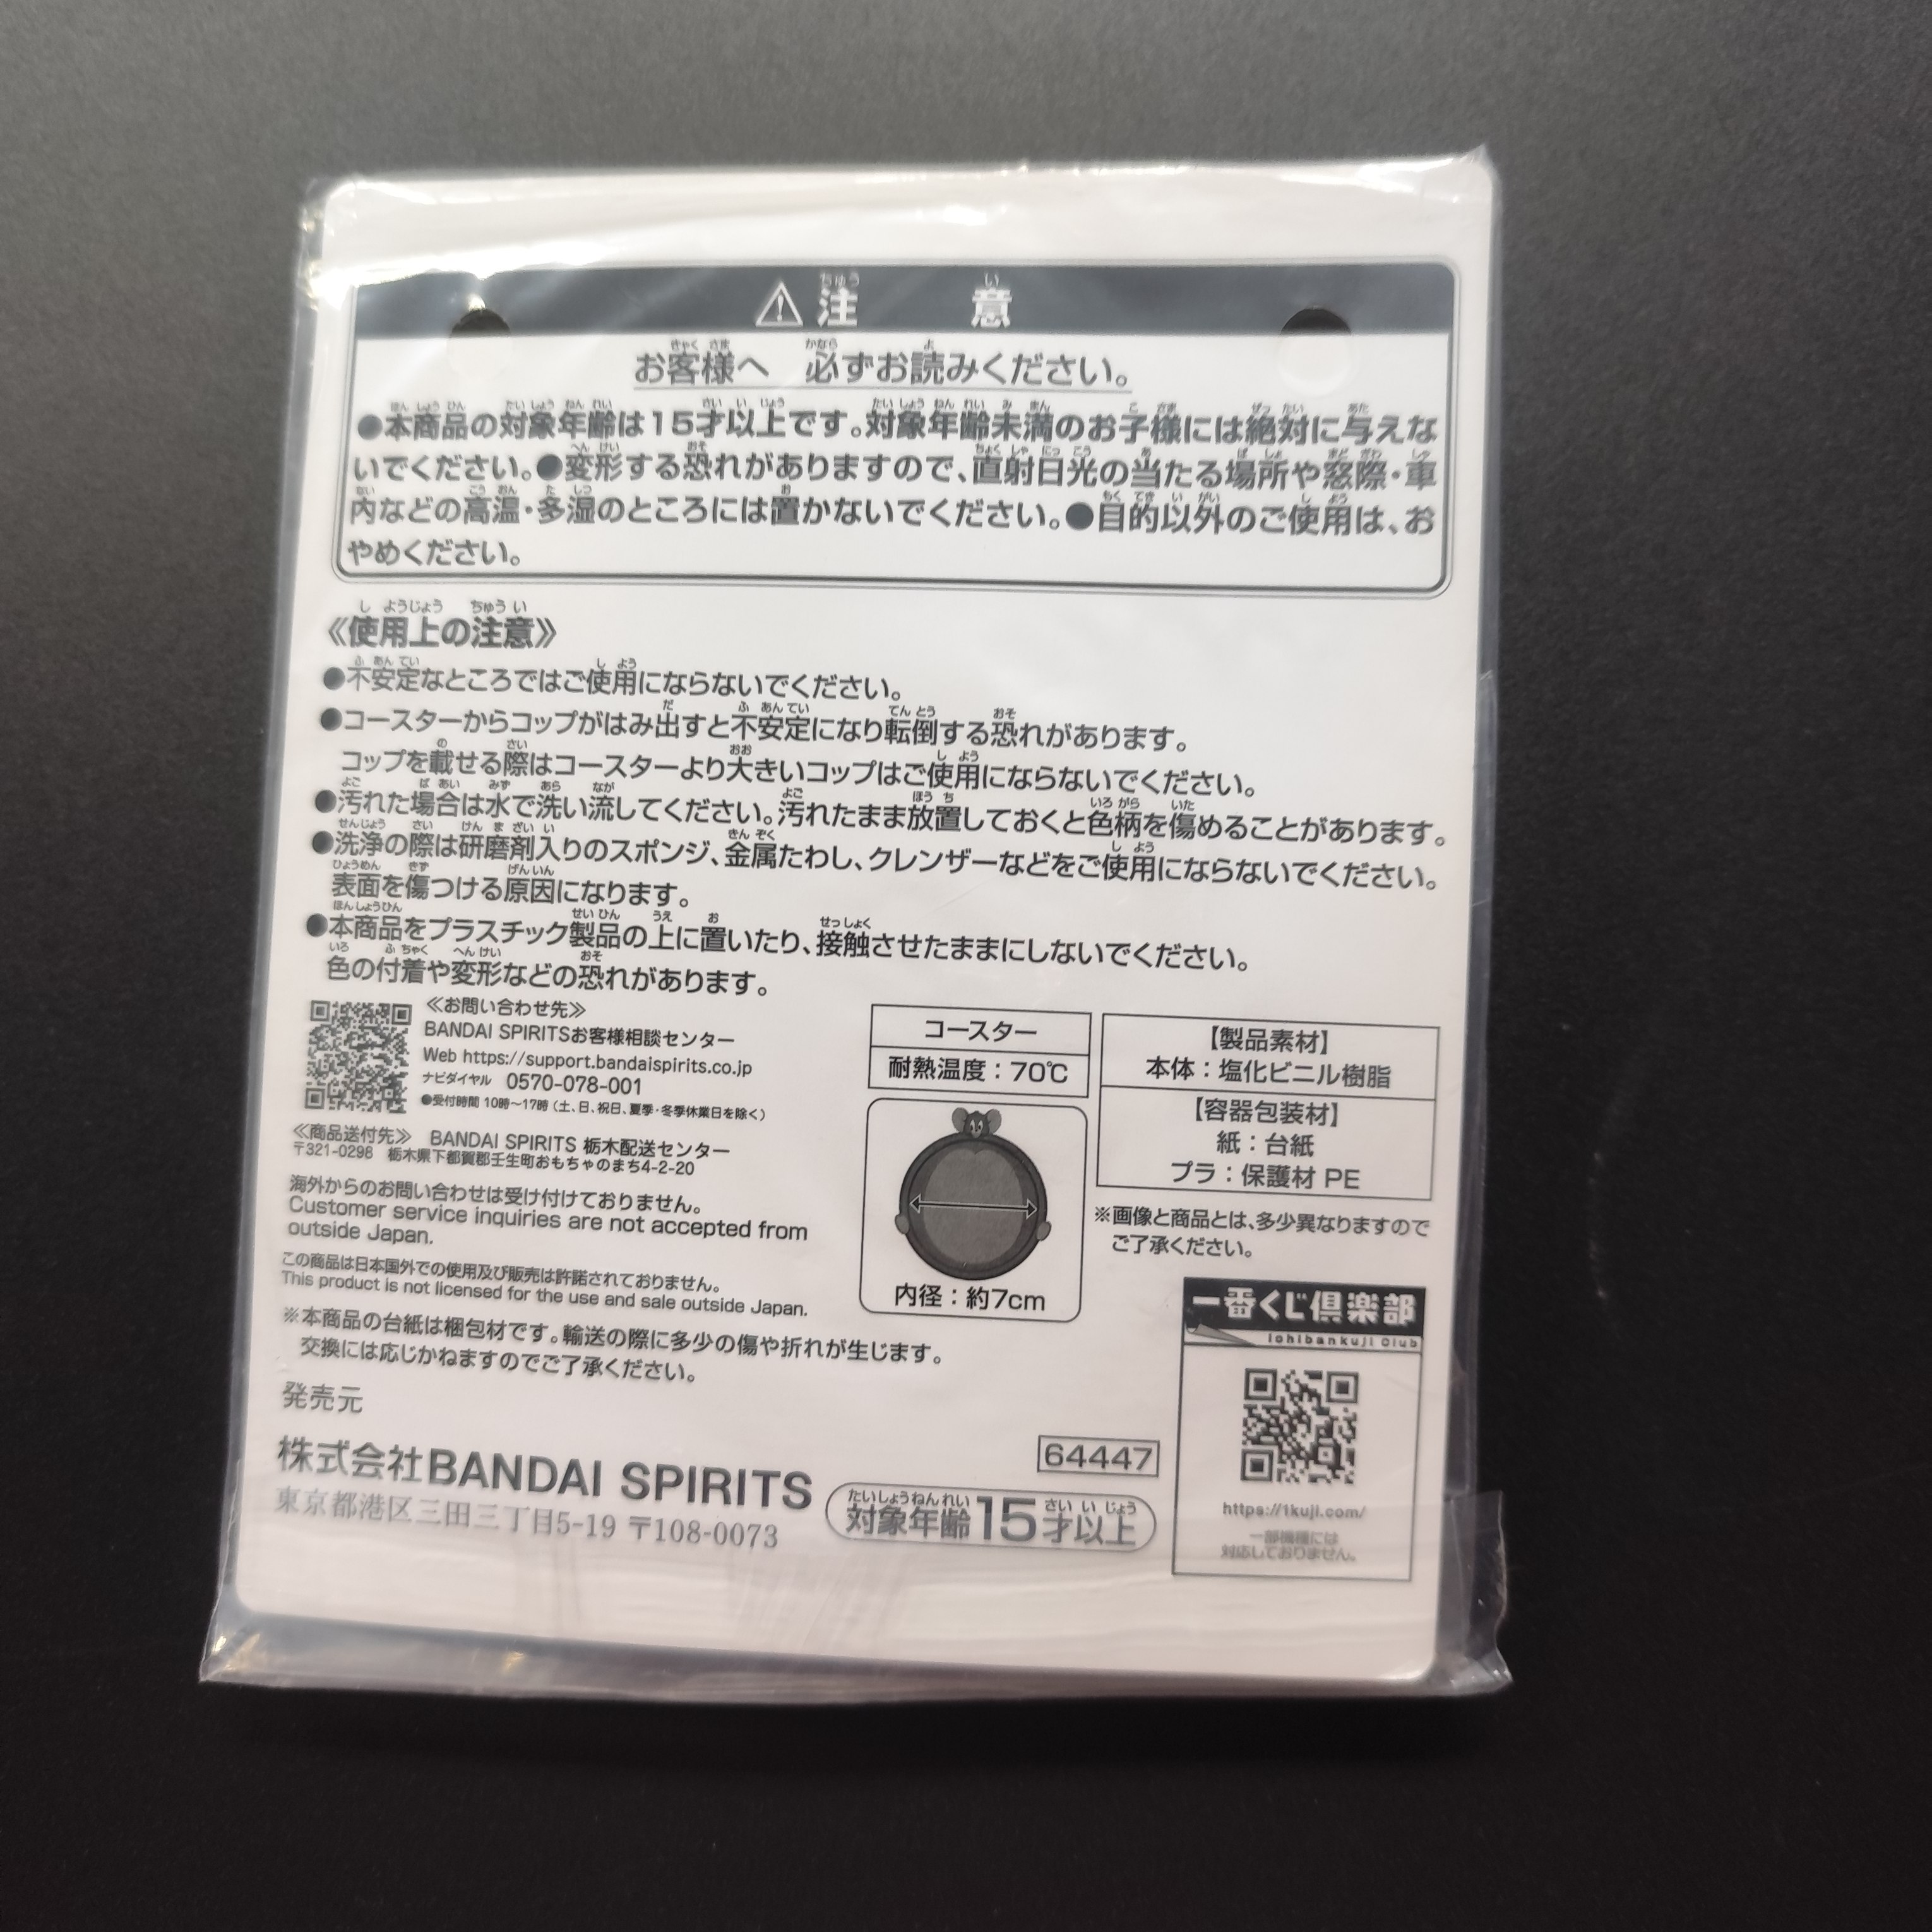 注意
お客様へ 必ずお読みください。
●本商品の対象年齢は15才以上です。対象年齢未満のお子様には絶対に与えな
いでください。●変形する恐れがありますので、直射日光の当たる場所や窓際・車
内などの高温・多湿のところには置かないでください。●目的以外のご使用は、お
やめください。
《使用上の注意》
●不安定なところではご使用にならないでください。
●コースターからコップがはみ出すと不安定になり転倒する恐れがあります。
コップを載せる際はコースターより大きいコップはご使用にならないでください。
●汚れた場合は水で洗い流してください。汚れたまま放置しておくと色柄を傷めることがあります。
●洗浄の際は研磨剤入りのスポンジ、金属たわし、クレンザーなどをご使用にならないでください。
表面を傷つける原因になります。
●本商品をプラスチック製品の上に置いたり、接触させたままにしないでください。
色の付着や変形などの恐れがあります。
≪お問い合わせ先≫
BANDAI SPIRITSお客様相談センター
Web https://support.bandaispirits.co.jp
ナビダイヤル 0570-078-001
●受付時間 10時〜17時(土、日、祝日、夏季・冬季休業日を除く)
≪商品送付先≫ BANDAI SPIRITS 栃木配送センター
〒321-0298 栃木県下都賀郡壬生町おもちゃのまち4-2-20
海外からのお問い合わせは受け付けておりません。
Customer service inquiries are not accepted from
outside Japan.
この商品は日本国外での使用及び販売は許諾されておりません。
This product is not licensed for the use and sale outside Japan.
※本商品の台紙は梱包材です。輸送の際に多少の傷や折れが生じます。
交換には応じかねますのでご了承ください。
発売元
株式会社BANDAI SPIRITS
東京都港区三田三丁目5-19 〒108-0073
コースター
耐熱温度：70℃
内径：約7cm
【製品素材】
本体：塩化ビニル樹脂
【容器包装材】
紙：台紙
プラ：保護材 PE
※画像と商品とは、多少異なりますので
ご了承ください。
64447
対象年齢15才以上
一番くじ倶楽部
Ichibankuji Club
https://1kuji.com/
一部機種には
対応しておりません。